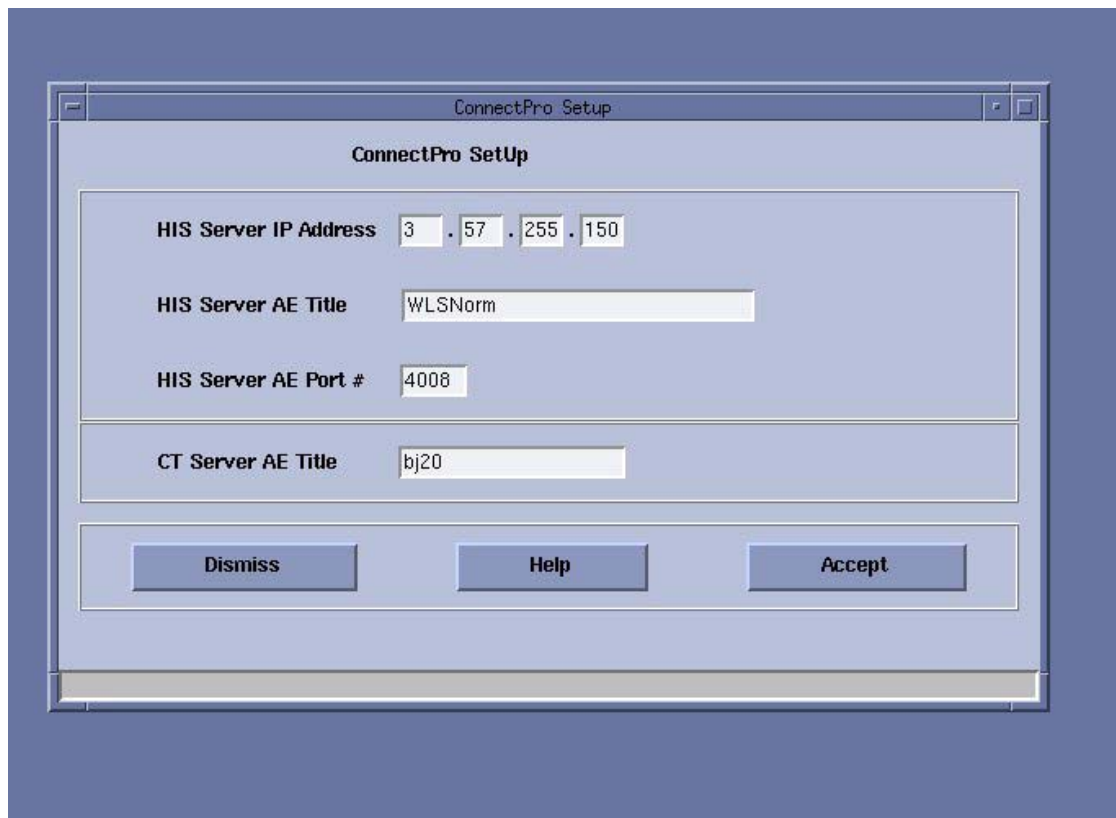 ConnectPro Setup
ConnectPro SetUp
HIS Server IP Address 3 . 57 . 255 . 150
HIS Server AE Title WLSNorm
HIS Server AE Port # 4008
CT Server AE Title bj20
Dismiss Help Accept